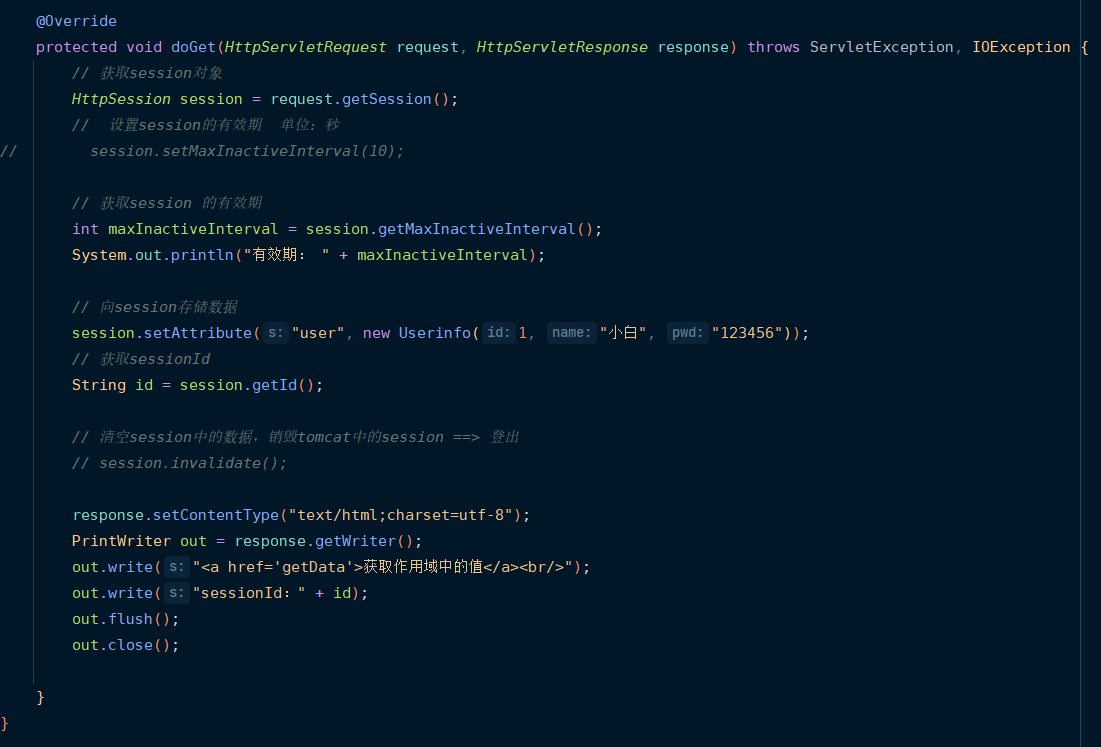 @Override
protected void doGet(HttpServletRequest request, HttpServletResponse response) throws ServletException, IOException {
// 获取session对象
HttpSession session = request.getSession();
//  设置session的有效期  单位：秒
//        session.setMaxInactiveInterval(10);
// 获取session 的有效期
int maxInactiveInterval = session.getMaxInactiveInterval();
System.out.println("有效期： " + maxInactiveInterval);
// 向session存储数据
session.setAttribute( s: "user", new Userinfo( id: 1, name: "小白", pwd: "123456"));
// 获取sessionId
String id = session.getId();
// 清空session中的数据，销毁tomcat中的session ==> 登出
// session.invalidate();
response.setContentType("text/html;charset=utf-8");
PrintWriter out = response.getWriter();
out.write( s: "<a href='getData'>获取作用域中的值</a><br/>");
out.write( s: "sessionId：" + id);
out.flush();
out.close();
}
}